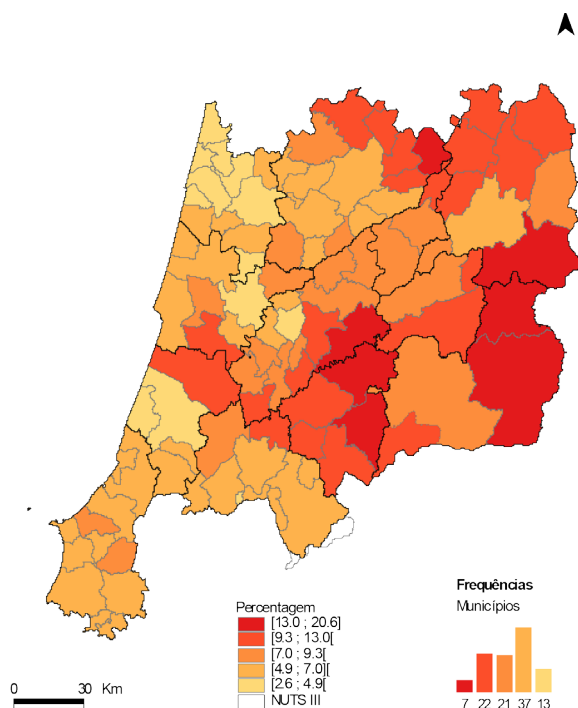 Percentagem
[13.0 ; 20.6]
[9.3 ; 13.0[
[7.0 ; 9.3[
[4.9 ; 7.0][
[2.6 ; 4.9[
NUTS III
0 30 Km
Frequências
Municípios
7 22 21 37 13